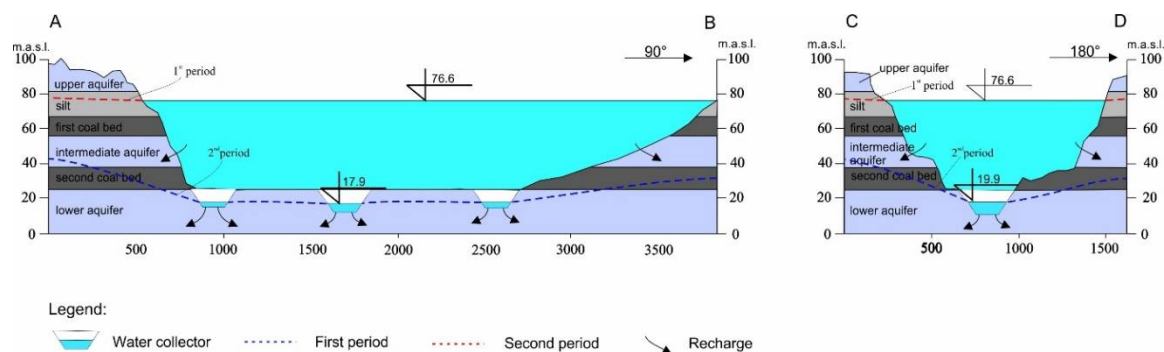 A
B
C
D
m.a.s.l.
m.a.s.l.
m.a.s.l.
m.a.s.l.
90°
180°
100
80
60
40
20
0
upper aquifer
1st period
silt
first coal bed
intermediate aquifer
second coal bed
2nd period
lower aquifer
76.6
17.9
100
80
60
40
20
0
500
1000
1500
2000
2500
3000
3500
100
80
60
40
20
0
upper aquifer
1st period
silt
first coal bed
intermediate
aquifer
second coal bed
2nd period
lower aquifer
76.6
19.9
100
80
60
40
20
0
500
1000
1500
Legend:
Water collector
First period
Second period
Recharge